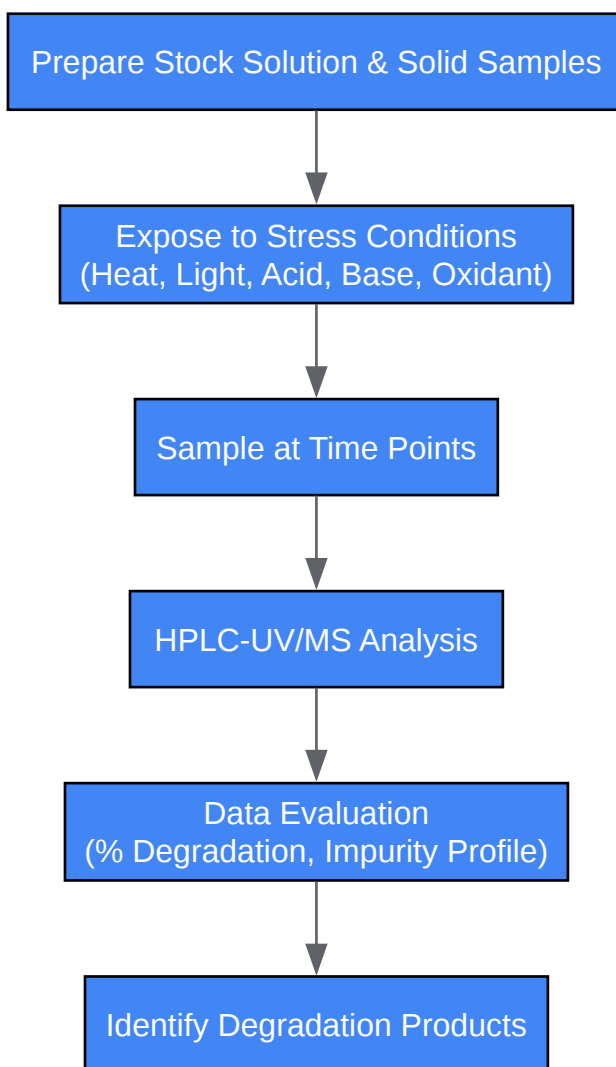 Prepare Stock Solution & Solid Samples
Expose to Stress Conditions
(Heat, Light, Acid, Base, Oxidant)
Sample at Time Points
HPLC-UV/MS Analysis
Data Evaluation
(% Degradation, Impurity Profile)
Identify Degradation Products